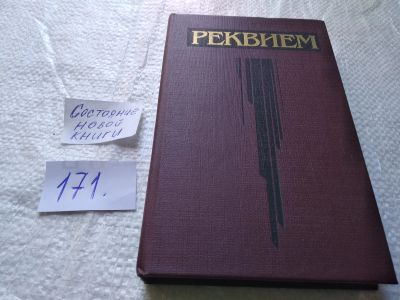 РЕКВИЕМ
Состояние
новой
книги
171.